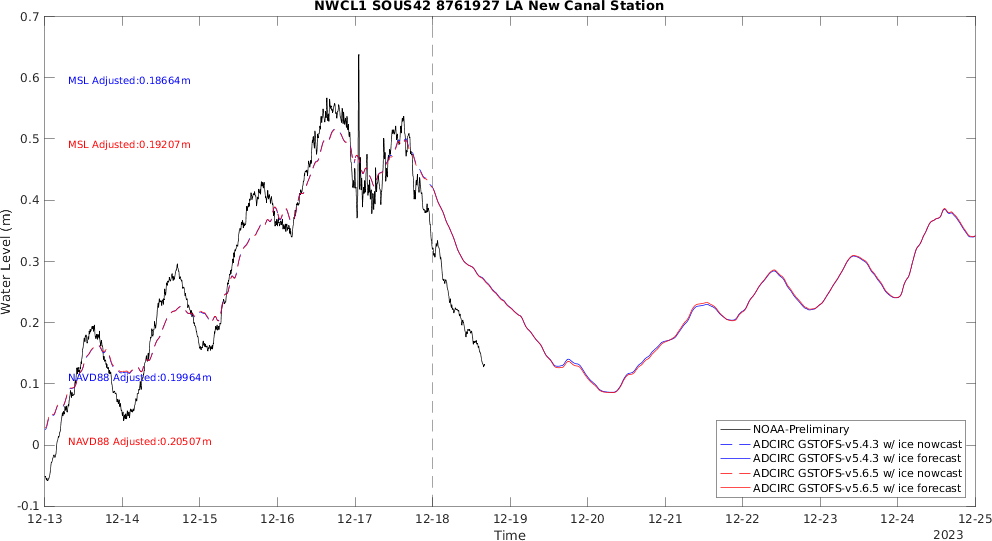 NWCL1 SOUS42 8761927 LA New Canal Station
0.7
0.6
0.5
0.4
0.3
0.2
0.1
0
-0.1
Water Level (m)
MSL Adjusted:0.18664m
MSL Adjusted:0.19207m
NAVD88 Adjusted:0.19964m
NAVD88 Adjusted:0.20507m
NOAA-Preliminary
ADCIRC GSTOFS-v5.4.3 w/ ice nowcast
ADCIRC GSTOFS-v5.4.3 w/ ice forecast
ADCIRC GSTOFS-v5.6.5 w/ ice nowcast
ADCIRC GSTOFS-v5.6.5 w/ ice forecast
12-13 12-14 12-15 12-16 12-17 12-18 12-19 12-20 12-21 12-22 12-23 12-24 12-25
Time
2023